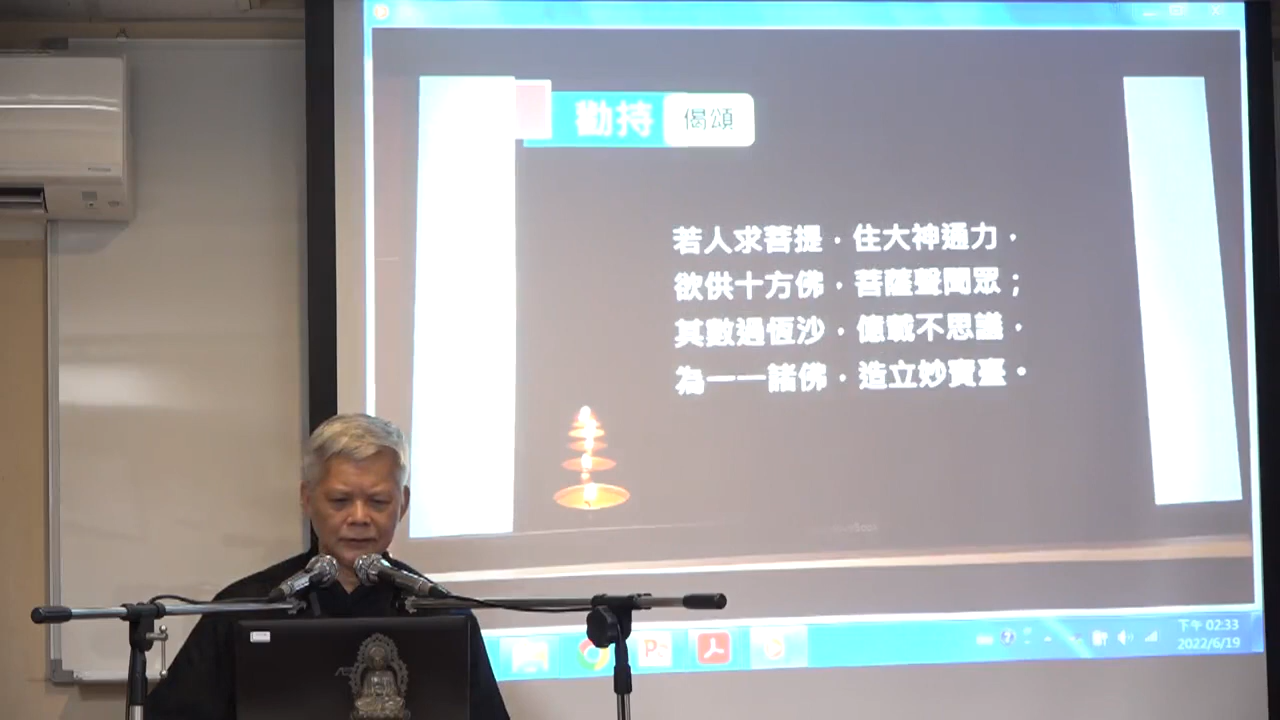 勸持 偈頌
若人求菩提，住大神通力，
欲供十方佛，菩薩聲聞眾；
其數過恆沙，億載不思議，
為一一諸佛，造立妙寶臺。
下午 02:33
2022/6/19